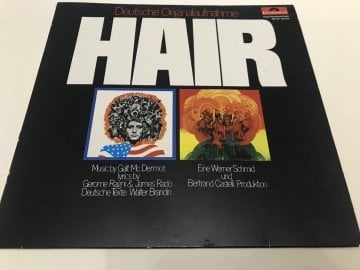 Deutsche Originalaufnahme
HAIR
Music by Galt Mc Dermot
lyrics by
Gerome Ragni & James Rado
Deutsche Texte: Walter Brandin
Eine Werner Schmid
und
Bertrand Castelli Produktion